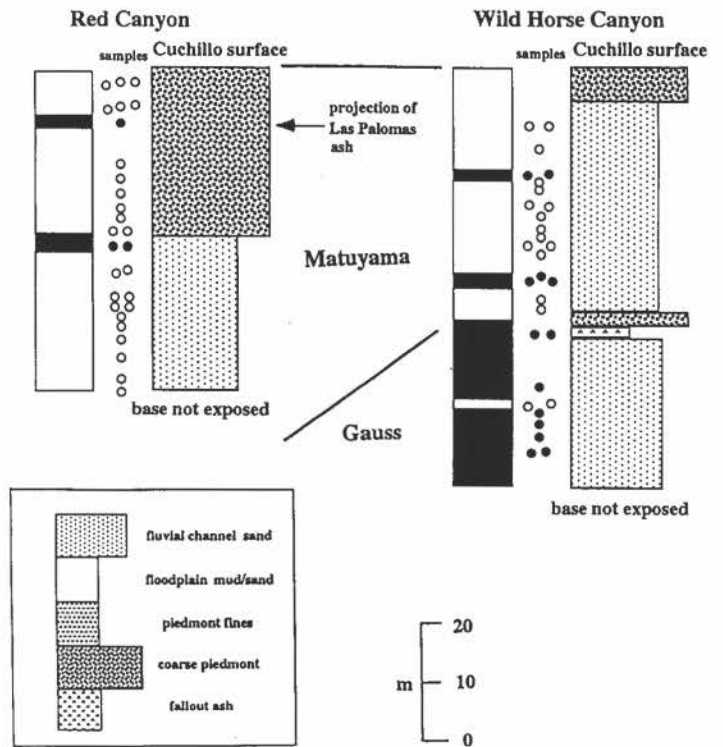 Red Canyon
Wild Horse Canyon
samples
Cuchillo surface
samples
Cuchillo surface
projection of
Las Palomas
ash
Matuyama
Gauss
base not exposed
base not exposed
fluvial channel sand
floodplain mud/sand
piedmont fines
coarse piedmont
fallout ash
20
m
10
0